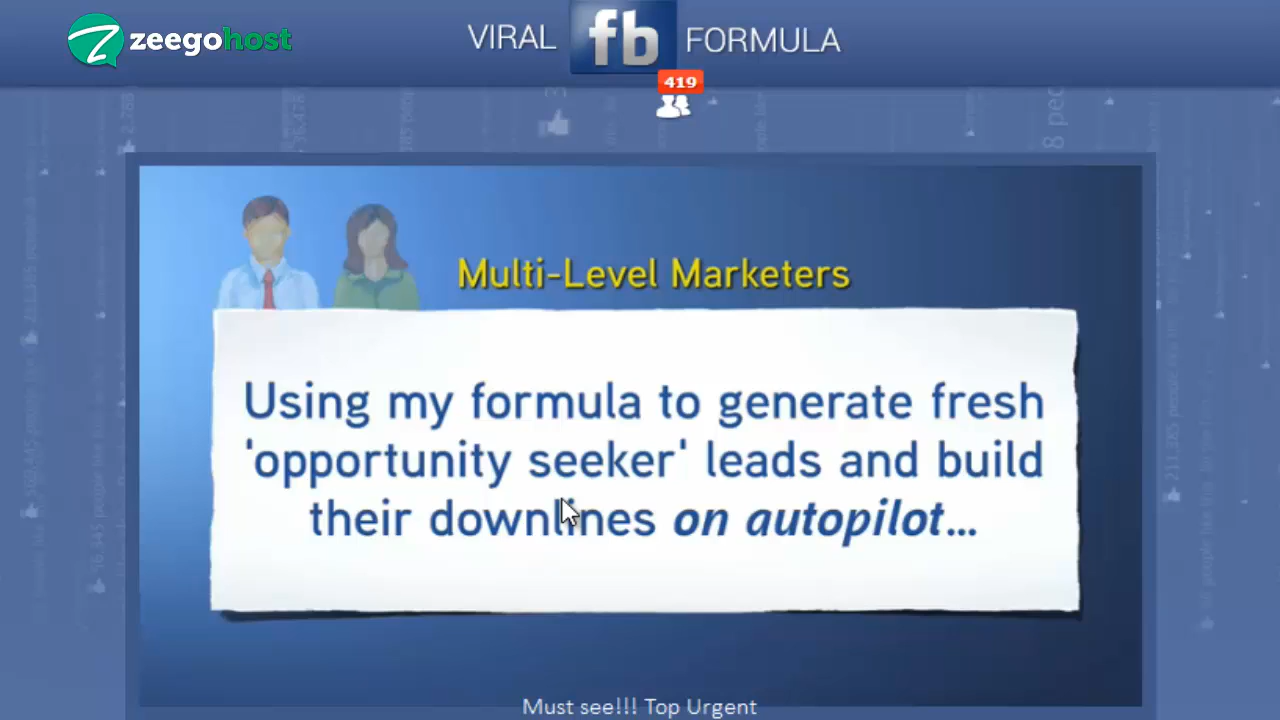 zeegohost
VIRAL fb FORMULA
419
Multi-Level Marketers
Using my formula to generate fresh
'opportunity seeker' leads and build
their downlines on autopilot...
Must see!!! Top Urgent